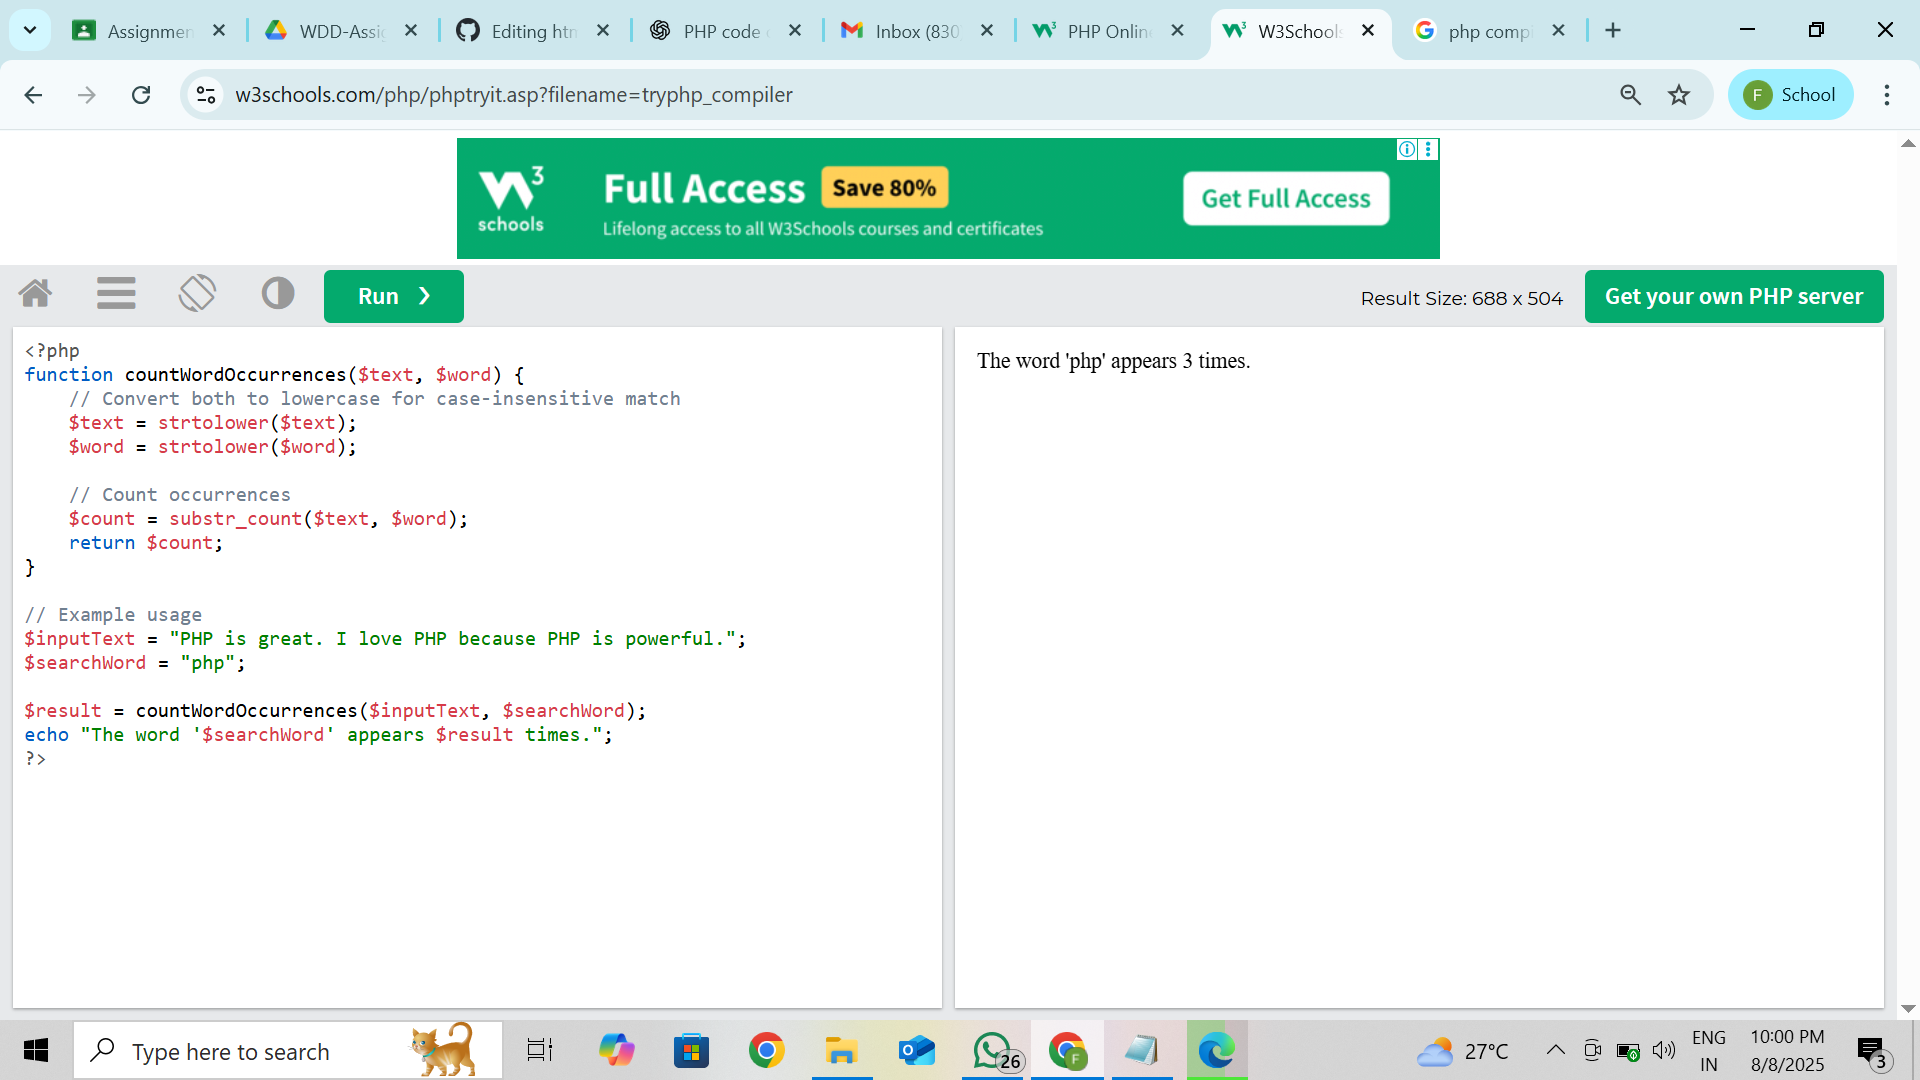 Assignmen
WDD-Assig
Editing htm
PHP code
Inbox (830
PHP Online
W3Schools
php compi
w3schools.com/php/phptryit.asp?filename=tryphp_compiler
F School
W3 schools
Full Access Save 80%
Lifelong access to all W3Schools courses and certificates
Get Full Access
Run ❯
Result Size: 688 x 504
Get your own PHP server
<?php
function countWordOccurrences($text, $word) {
    // Convert both to lowercase for case-insensitive match
    $text = strtolower($text);
    $word = strtolower($word);
    // Count occurrences
    $count = substr_count($text, $word);
    return $count;
}
// Example usage
$inputText = "PHP is great. I love PHP because PHP is powerful.";
$searchWord = "php";
$result = countWordOccurrences($inputText, $searchWord);
echo "The word '$searchWord' appears $result times.";
?>
The word 'php' appears 3 times.
Type here to search
26
F
27°C
ENG
IN
10:00 PM
8/8/2025
3